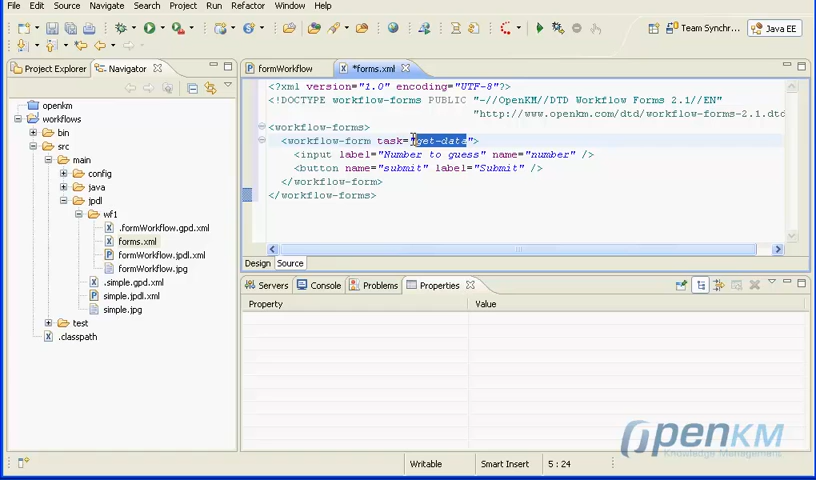 File Edit Source Navigate Search Project Run Refactor Window Help
Team Synchr...
Java EE
Project Explorer
Navigator
formWorkflow
*forms.xml
openkm
workflows
bin
src
main
config
java
jpdl
wf1
.formWorkflow.gpd.xml
forms.xml
formWorkflow.jpdl.xml
formWorkflow.jpg
.simple.gpd.xml
simple.jpdl.xml
simple.jpg
test
.classpath
<?xml version="1.0" encoding="UTF-8"?>
<!DOCTYPE workflow-forms PUBLIC "-//OpenKM//DTD Workflow Forms 2.1//EN"
"http://www.openkm.com/dtd/workflow-forms-2.1.dtd
<workflow-forms>
<workflow-form task="get-data">
<input label="Number to guess" name="number" />
<button name="submit" label="Submit" />
</workflow-form>
</workflow-forms>
Design Source
Servers Console Problems Properties
Property Value
Writable Smart Insert 5 : 24
OpenKM
Knowledge Management